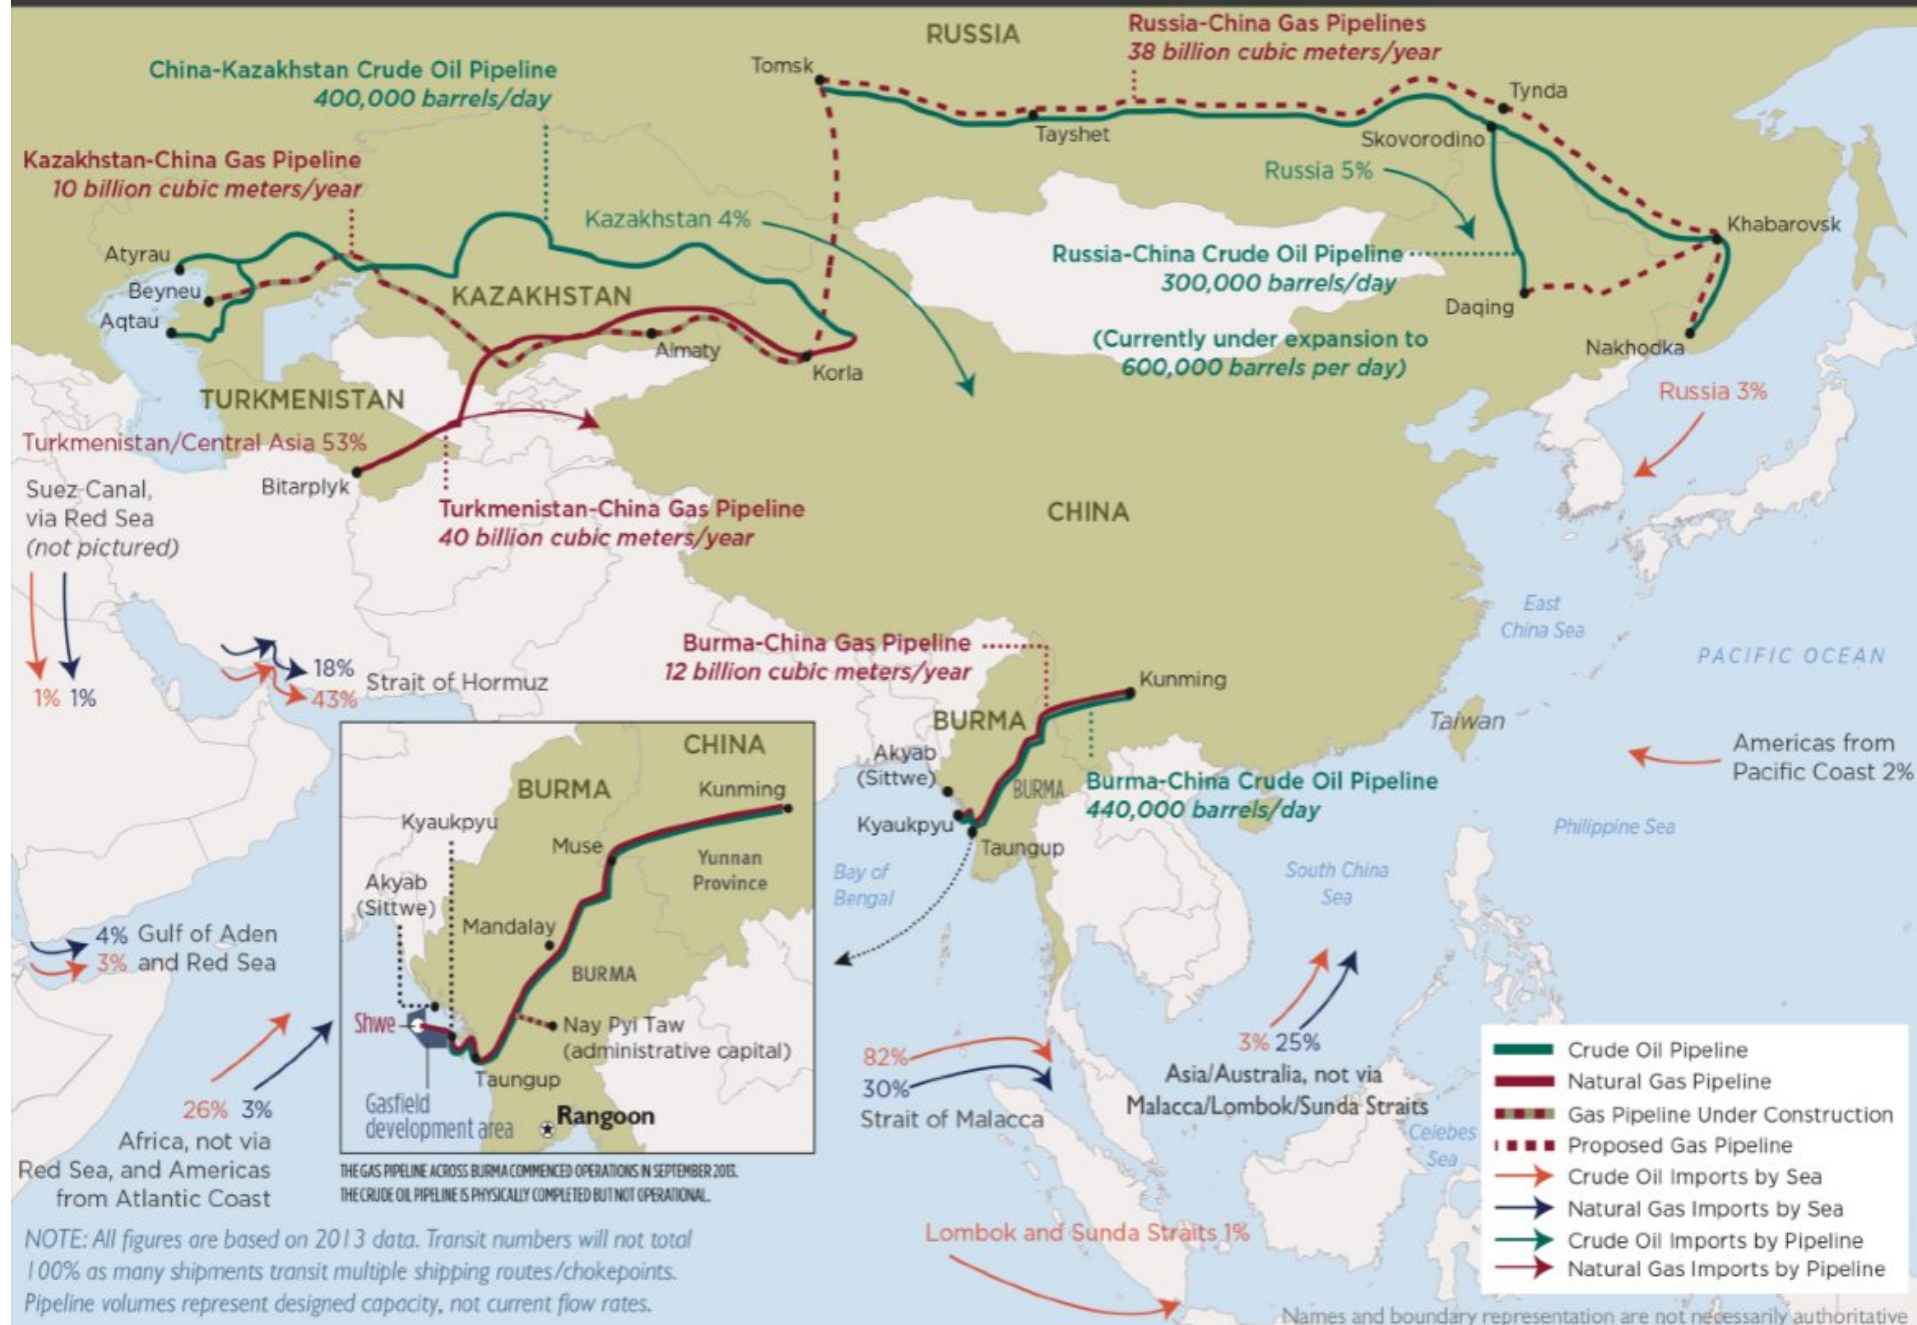 RUSSIA
Russia-China Gas Pipelines
38 billion cubic meters/year
China-Kazakhstan Crude Oil Pipeline
400,000 barrels/day
Tomsk
Tayshet
Tynda
Skovorodino
Kazakhstan-China Gas Pipeline
10 billion cubic meters/year
Kazakhstan 4%
Russia 5%
Khabarovsk
Russia-China Crude Oil Pipeline
300,000 barrels/day
(Currently under expansion to
600,000 barrels per day)
Daqing
Nakhodka
Atyrau
Beyneu
Aqtau
KAZAKHSTAN
Almaty
Korla
TURKMENISTAN
Turkmenistan/Central Asia 53%
Bitarplyk
Turkmenistan-China Gas Pipeline
40 billion cubic meters/year
Russia 3%
CHINA
Suez Canal,
via Red Sea
(not pictured)
1% 1%
18%
43%
Strait of Hormuz
East
China Sea
PACIFIC OCEAN
Burma-China Gas Pipeline
12 billion cubic meters/year
Kunming
BURMA
Akyab
(Sittwe)
Kyaukpyu
Taungup
BURMA
Burma-China Crude Oil Pipeline
440,000 barrels/day
Taiwan
Americas from
Pacific Coast 2%
Philippine Sea
Bay of
Bengal
South China
Sea
CHINA
BURMA
Kunming
Kyaukpyu
Muse
Yunnan
Province
Akyab
(Sittwe)
Mandalay
BURMA
Shwe
Nay Pyi Taw
(administrative capital)
Taungup
Gasfield
development area
Rangoon
THE GAS PIPELINE ACROSS BURMA COMMENCED OPERATIONS IN SEPTEMBER 2013.
THE CRUDE OIL PIPELINE IS PHYSICALLY COMPLETED BUT NOT OPERATIONAL.
4% Gulf of Aden
3% and Red Sea
26% 3%
Africa, not via
Red Sea, and Americas
from Atlantic Coast
82%
30%
Strait of Malacca
3% 25%
Asia/Australia, not via
Malacca/Lombok/Sunda Straits
Celebes
Sea
Lombok and Sunda Straits 1%
NOTE: All figures are based on 2013 data. Transit numbers will not total
100% as many shipments transit multiple shipping routes/chokepoints.
Pipeline volumes represent designed capacity, not current flow rates.
Crude Oil Pipeline
Natural Gas Pipeline
Gas Pipeline Under Construction
Proposed Gas Pipeline
Crude Oil Imports by Sea
Natural Gas Imports by Sea
Crude Oil Imports by Pipeline
Natural Gas Imports by Pipeline
Names and boundary representation are not necessarily authoritative